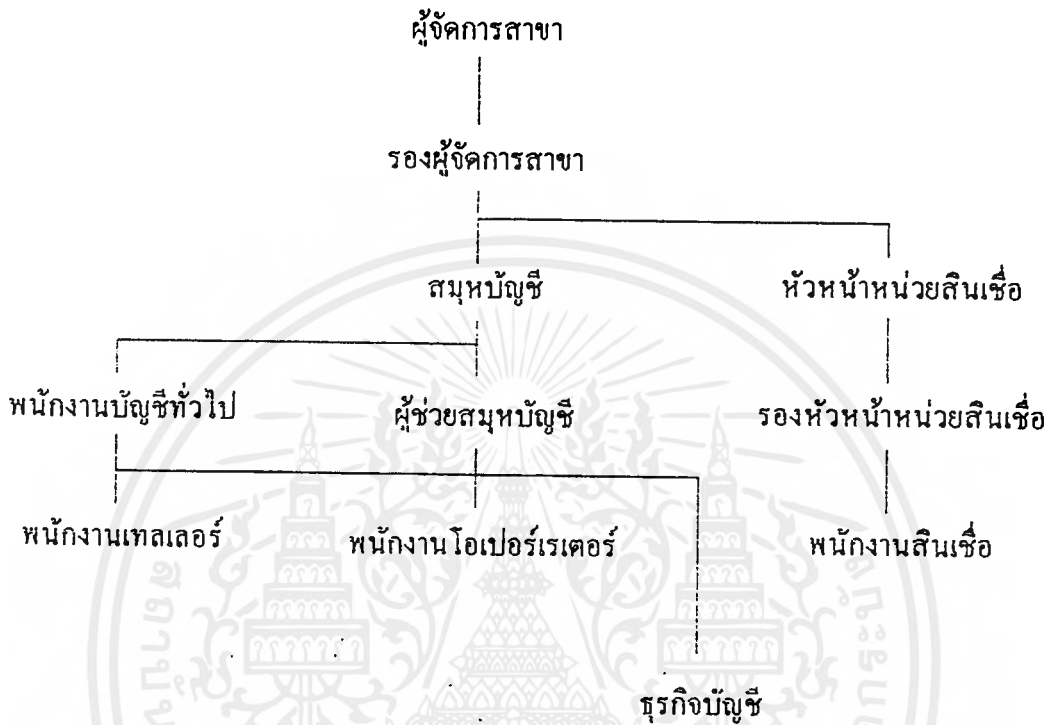 ผู้จัดการสาขา
รองผู้จัดการสาขา
สมุหบัญชี หัวหน้าหน่วยสินเชื่อ
พนักงานบัญชีทั่วไป ผู้ช่วยสมุหบัญชี รองหัวหน้าหน่วยสินเชื่อ
พนักงานเทลเลอร์ พนักงานโอเปอร์เรเตอร์ พนักงานสินเชื่อ
ธุรกิจบัญชี